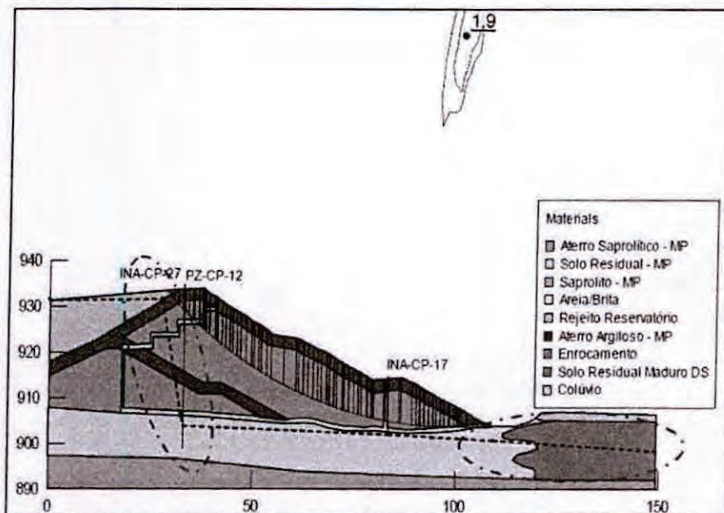 1,9
940
930
920
910
900
890
INA-CP-27 PZ-CP-12
INA-CP-17
0
50
100
150
Materials
Aterro Saprolítico - MP
Solo Residual - MP
Saprolito - MP
Areia/Brita
Rejeito Reservatório
Aterro Argiloso - MP
Enrocamento
Solo Residual Maduro DS
Colúvio